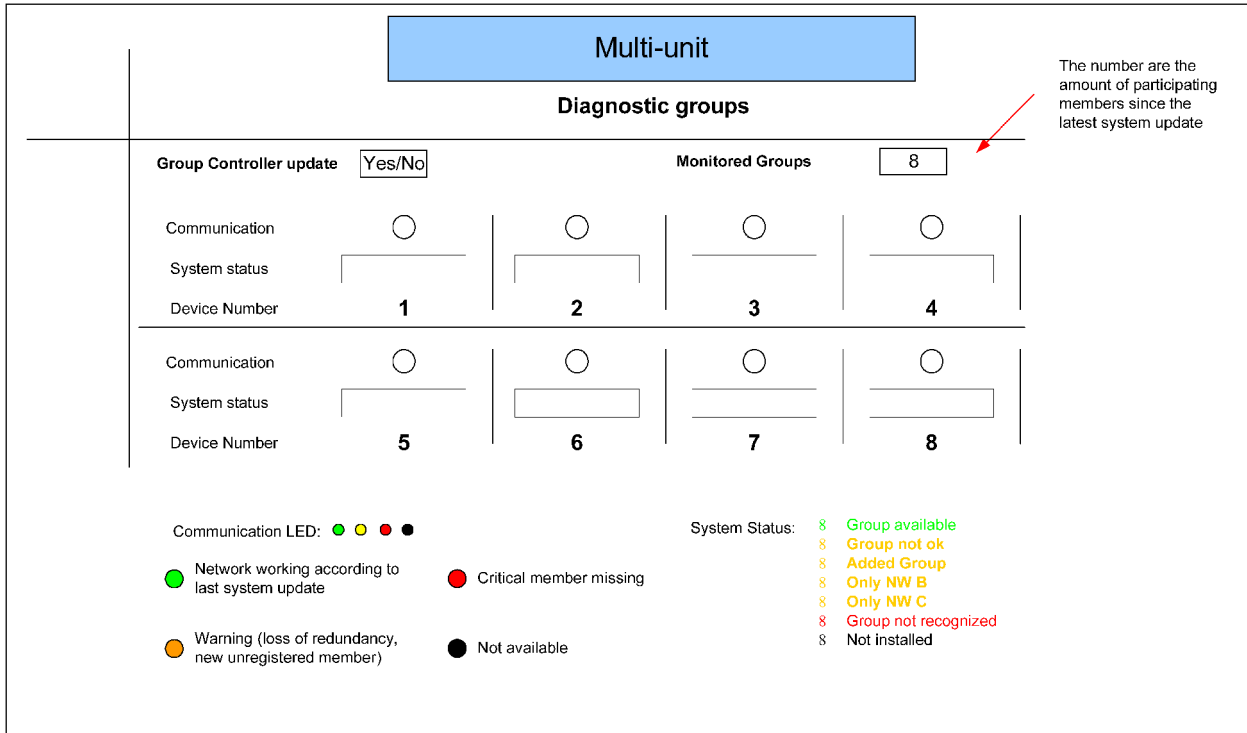 Multi-unit
Diagnostic groups
The number are the
amount of participating
members since the
latest system update
Group Controller update Yes/No Monitored Groups 8
Communication
System status
Device Number 1 2 3 4
Communication
System status
Device Number 5 6 7 8
Communication LED:
Network working according to
last system update
Critical member missing
Warning (loss of redundancy,
new unregistered member)
Not available
System Status: 8 Group available
8 Group not ok
8 Added Group
8 Only NW B
8 Only NW C
8 Group not recognized
8 Not installed